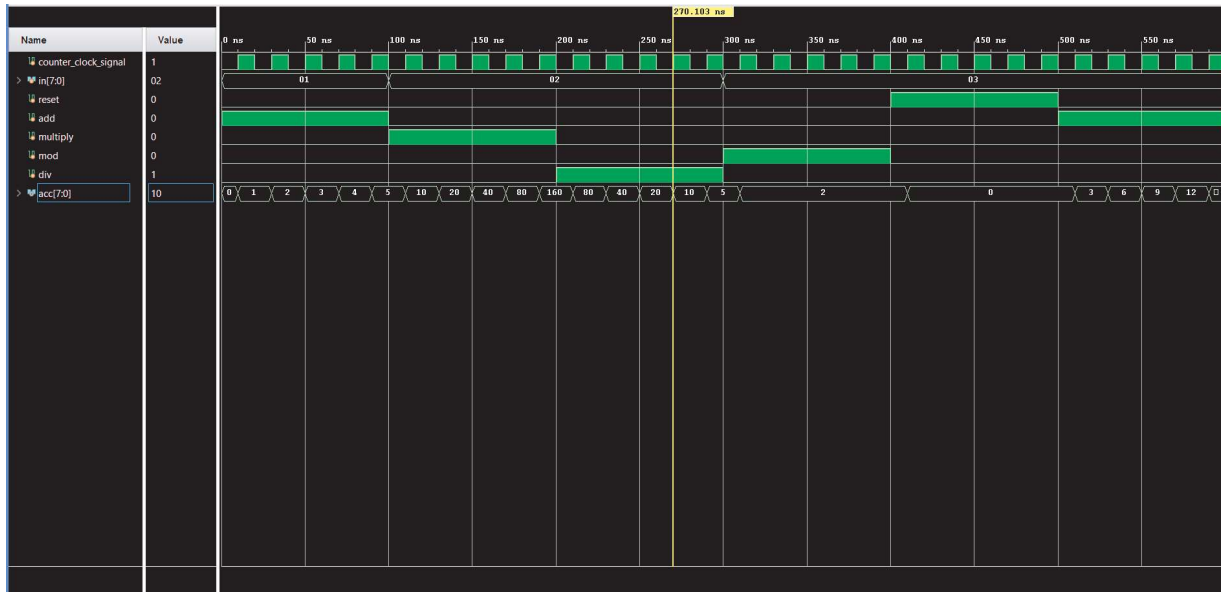 270.103 ns
Name Value 0 ns 50 ns 100 ns 150 ns 200 ns 250 ns 300 ns 350 ns 400 ns 450 ns 500 ns 550 ns
counter_clock_signal 1
in[7:0] 02 01 02 03
reset 0
add 0
multiply 0
mod 0
div 1
acc[7:0] 10 0 1 2 3 4 5 10 20 40 80 160 80 40 20 10 5 2 0 3 6 9 12